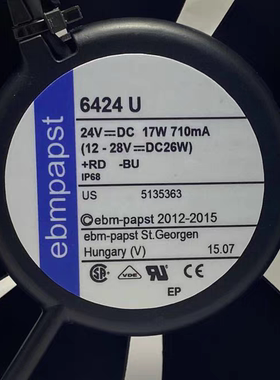 ebmpapst
6424 U
24V⎓DC 17W 710mA
(12 - 28V⎓DC26W)
+RD -BU
IP68
US 5135363
©ebm-papst 2012-2015
ebm-papst St.Georgen
Hungary (V) 15.07
EP